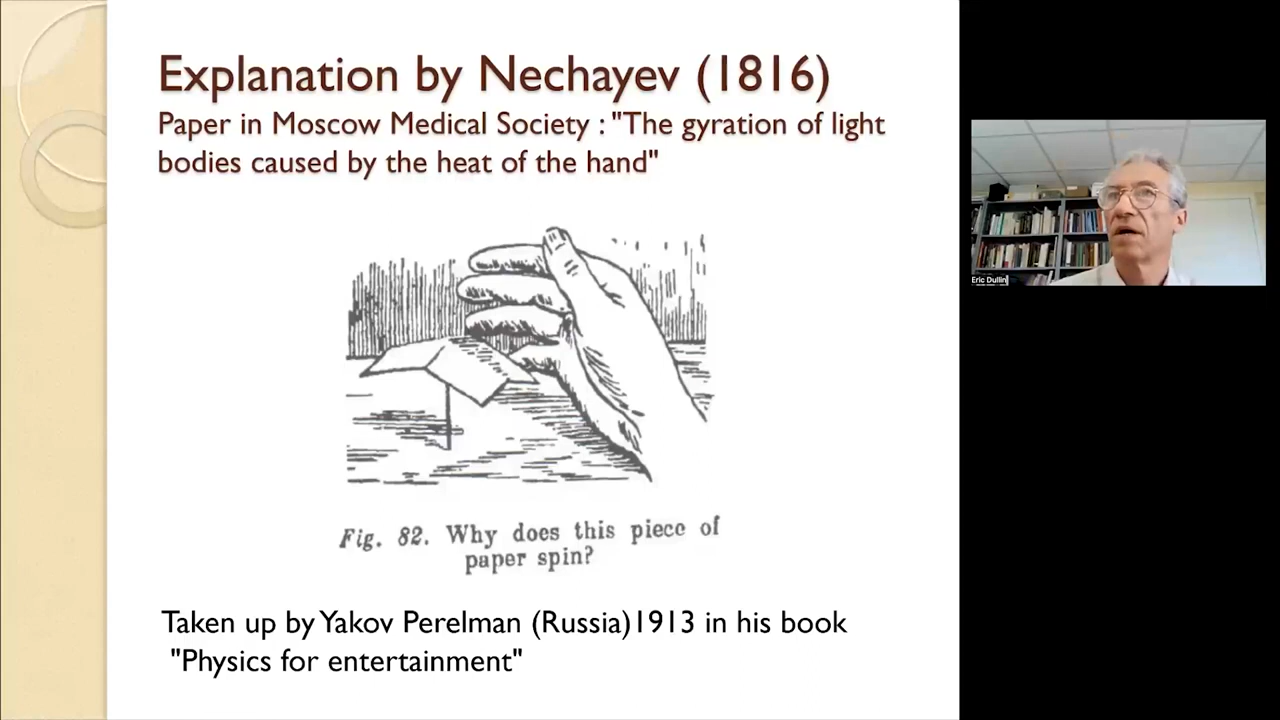 Explanation by Nechayev (1816)
Paper in Moscow Medical Society : "The gyration of light
bodies caused by the heat of the hand"
Fig. 82. Why does this piece of
paper spin?
Taken up by Yakov Perelman (Russia)1913 in his book
"Physics for entertainment"
Eric Dullin